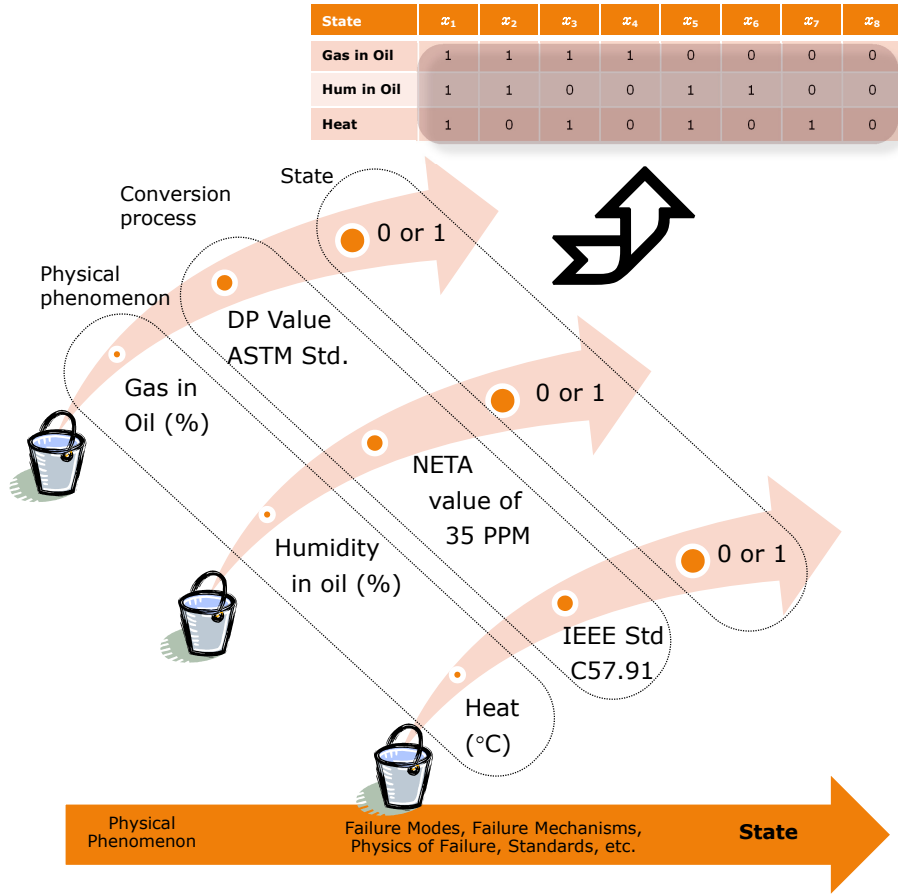 State x₁ x₂ x₃ x₄ x₅ x₆ x₇ x₈
Gas in Oil 1 1 1 1 0 0 0 0
Hum in Oil 1 1 0 0 1 1 0 0
Heat 1 0 1 0 1 0 1 0
State
Conversion
process
Physical
phenomenon
0 or 1
DP Value
ASTM Std.
Gas in
Oil (%)
0 or 1
NETA
value of
35 PPM
Humidity
in oil (%)
0 or 1
IEEE Std
C57.91
Heat
(°C)
Physical
Phenomenon
Failure Modes, Failure Mechanisms,
Physics of Failure, Standards, etc.
State